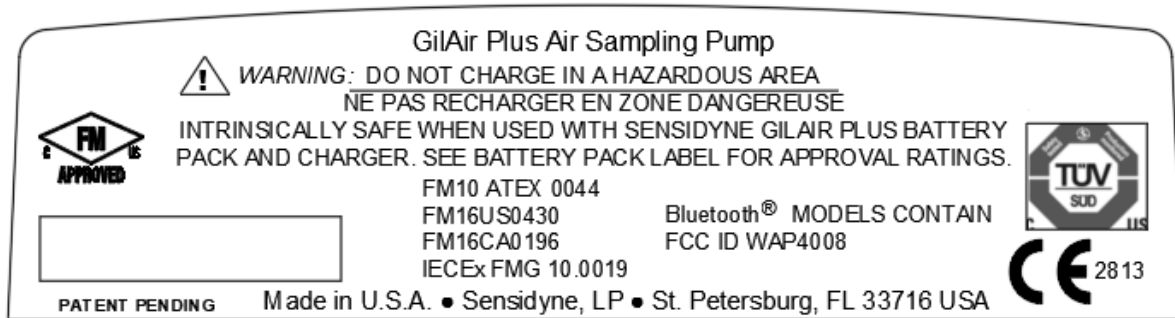 GilAir Plus Air Sampling Pump
WARNING: DO NOT CHARGE IN A HAZARDOUS AREA
NE PAS RECHARGER EN ZONE DANGEREUSE
INTRINSICALLY SAFE WHEN USED WITH SENSIDYNE GILAIR PLUS BATTERY
PACK AND CHARGER. SEE BATTERY PACK LABEL FOR APPROVAL RATINGS.
C FM US
APPROVED
FM10 ATEX 0044
FM16US0430
FM16CA0196
IECEx FMG 10.0019
Bluetooth® MODELS CONTAIN
FCC ID WAP4008
TÜV
SÜD
C US
CE 2813
PATENT PENDING
Made in U.S.A. ● Sensidyne, LP ● St. Petersburg, FL 33716 USA